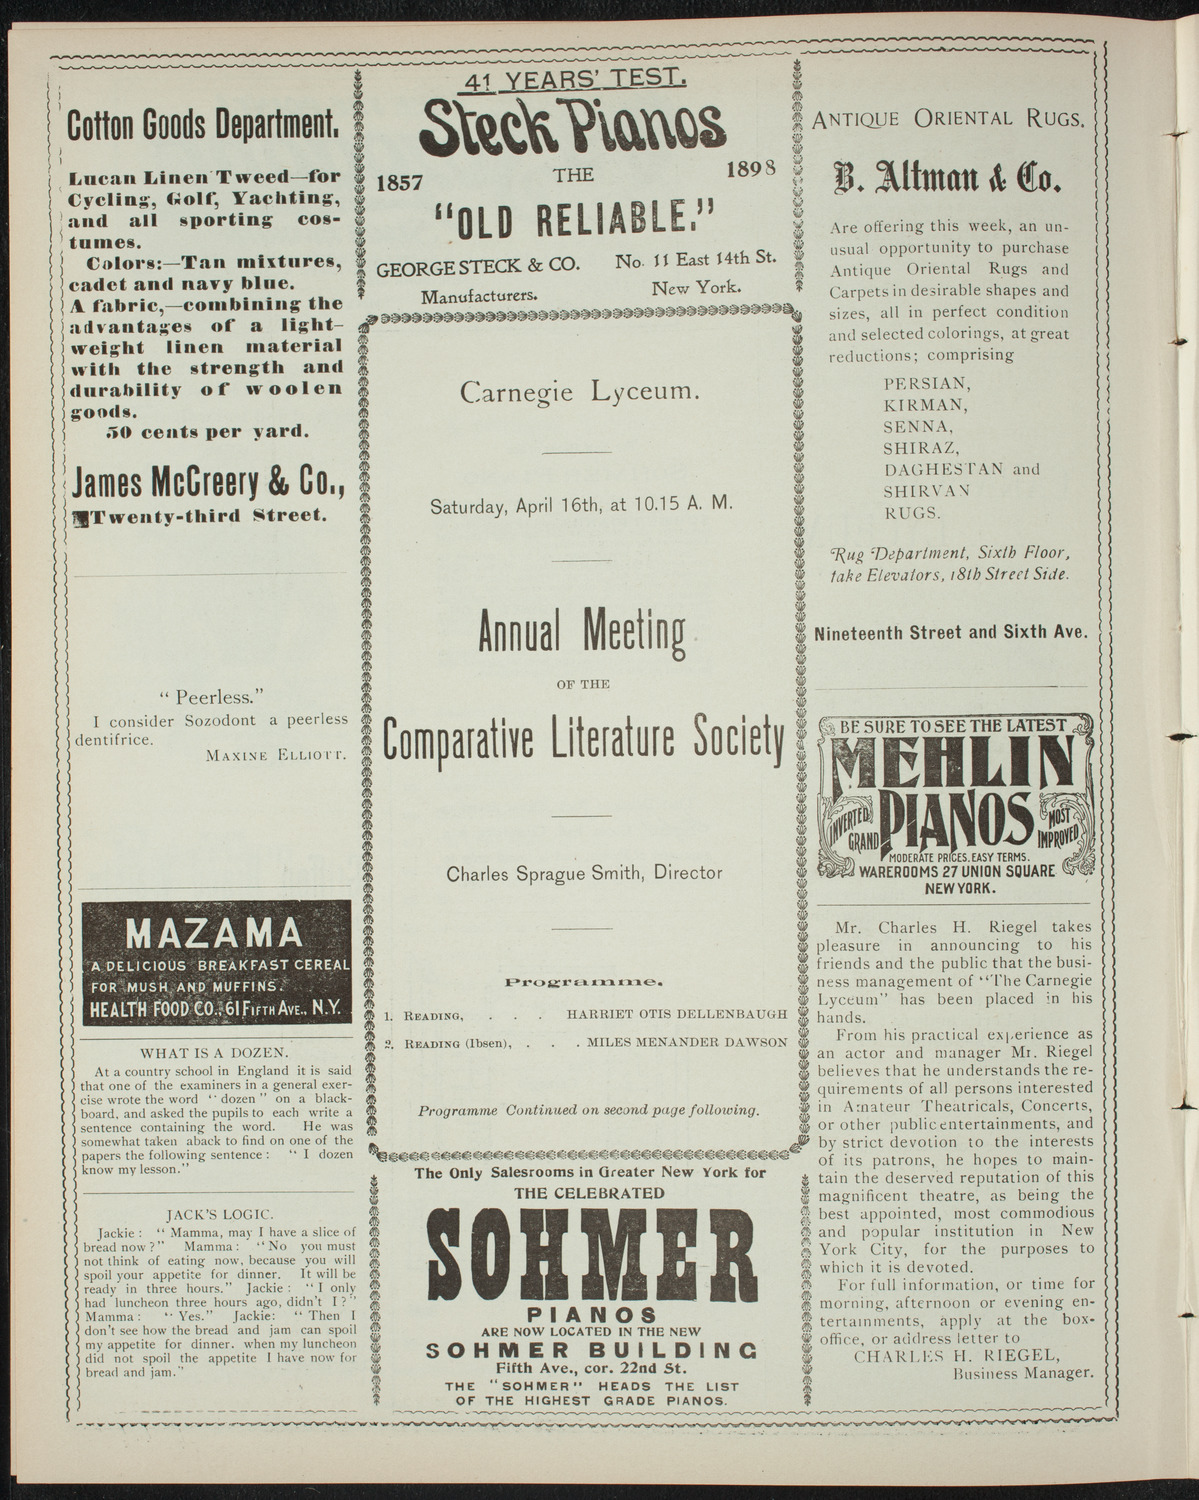 Cotton Goods Department.
Lucan Linen Tweed—for
Cycling, Golf, Yachting,
and all sporting cos-
tumes.
Colors:—Tan mixtures,
cadet and navy blue.
A fabric,—combining the
advantages of a light-
weight linen material
with the strength and
durability of woolen
goods.
50 cents per yard.
James McCreery & Co.,
Twenty-third Street.
“ Peerless.”
I consider Sozodont a peerless
dentifrice.
MAXINE ELLIOTT.
MAZAMA
A DELICIOUS BREAKFAST CEREAL
FOR MUSH AND MUFFINS.
HEALTH FOOD CO., 61 FIFTH AVE., N.Y.
WHAT IS A DOZEN.
At a country school in England it is said
that one of the examiners in a general exer-
cise wrote the word “ dozen ” on a black-
board, and asked the pupils to each write a
sentence containing the word. He was
somewhat taken aback to find on one of the
papers the following sentence : “ I dozen
know my lesson.”
JACK’S LOGIC.
Jackie : “ Mamma, may I have a slice of
bread now ?” Mamma : “ No you must
not think of eating now, because you will
spoil your appetite for dinner. It will be
ready in three hours.” Jackie : “ I only
had luncheon three hours ago, didn’t I ?”
Mamma : “ Yes.” Jackie: “ Then I
don’t see how the bread and jam can spoil
my appetite for dinner. when my luncheon
did not spoil the appetite I have now for
bread and jam.”
41 YEARS’ TEST.
Steck Pianos
1857 THE 1898
“OLD RELIABLE.”
GEORGE STECK & CO. No. 11 East 14th St.
Manufacturers. New York.
Carnegie Lyceum.
Saturday, April 16th, at 10.15 A. M.
Annual Meeting
OF THE
Comparative Literature Society
Charles Sprague Smith, Director
Programme.
1. READING, . . . HARRIET OTIS DELLENBAUGH
2. READING (Ibsen), . . . MILES MENANDER DAWSON
Programme Continued on second page following.
The Only Salesrooms in Greater New York for
THE CELEBRATED
SOHMER
PIANOS
ARE NOW LOCATED IN THE NEW
SOHMER BUILDING
Fifth Ave., cor. 22nd St.
THE “SOHMER” HEADS THE LIST
OF THE HIGHEST GRADE PIANOS.
ANTIQUE ORIENTAL RUGS.
B. Altman & Co.
Are offering this week, an un-
usual opportunity to purchase
Antique Oriental Rugs and
Carpets in desirable shapes and
sizes, all in perfect condition
and selected colorings, at great
reductions; comprising
PERSIAN,
KIRMAN,
SENNA,
SHIRAZ,
DAGHESTAN and
SHIRVAN
RUGS.
Rug Department, Sixth Floor,
take Elevators, 18th Street Side.
Nineteenth Street and Sixth Ave.
BE SURE TO SEE THE LATEST
MEHLIN
INVERTED GRAND PIANOS MOST IMPROVED
MODERATE PRICES. EASY TERMS.
WAREROOMS 27 UNION SQUARE
NEW YORK.
Mr. Charles H. Riegel takes
pleasure in announcing to his
friends and the public that the busi-
ness management of “The Carnegie
Lyceum” has been placed in his
hands.
From his practical experience as
an actor and manager Mr. Riegel
believes that he understands the re-
quirements of all persons interested
in Amateur Theatricals, Concerts,
or other public entertainments, and
by strict devotion to the interests
of its patrons, he hopes to main-
tain the deserved reputation of this
magnificent theatre, as being the
best appointed, most commodious
and popular institution in New
York City, for the purposes to
which it is devoted.
For full information, or time for
morning, afternoon or evening en-
tertainments, apply at the box-
office, or address letter to
CHARLES H. RIEGEL,
Business Manager.